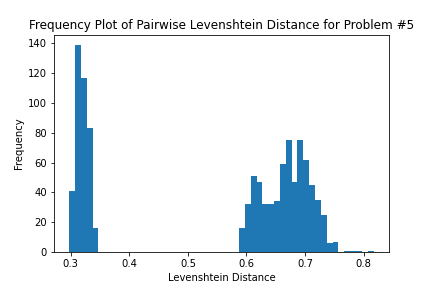 Frequency Plot of Pairwise Levenshtein Distance for Problem #5
140
120
100
80
60
40
20
0
Frequency
0.3 0.4 0.5 0.6 0.7 0.8
Levenshtein Distance